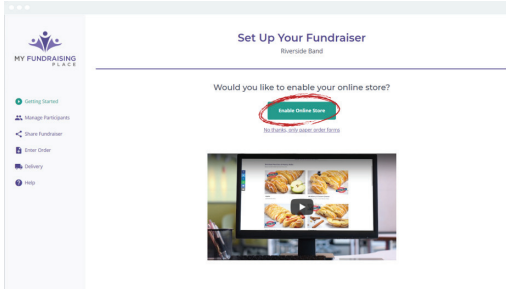 MY FUNDRAISING
PLACE
Getting Started
Manage Participants
Share Fundraiser
Enter Order
Delivery
Help
Set Up Your Fundraiser
Riverside Band
Would you like to enable your online store?
Enable Online Store
No thanks, only paper order forms